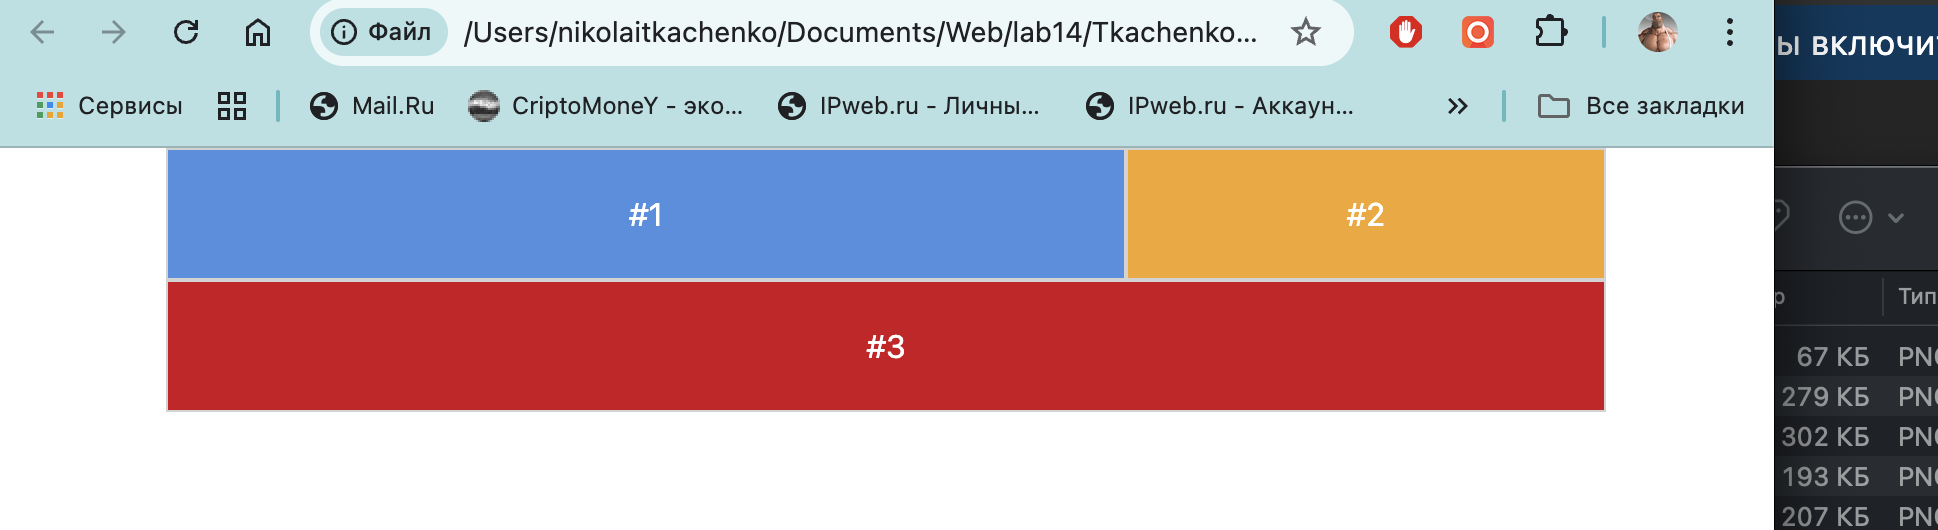 Файл /Users/nikolaitkachenko/Documents/Web/lab14/Tkachenko...
Сервисы Mail.Ru CriptoMoneY - эко... IPweb.ru - Личны... IPweb.ru - Аккаун... Все закладки
#1 #2
#3
ы включи
р Тип
67 КБ PN
279 КБ PN
302 КБ PN
193 КБ PN
207 КБ PN